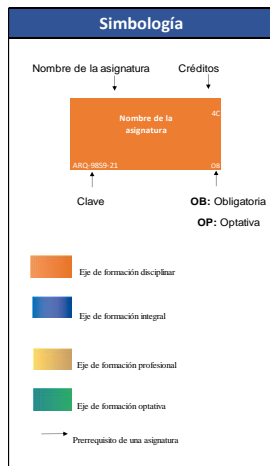 Simbología
Nombre de la asignatura
Créditos
Nombre de la
asignatura
4C
ARQ-9859-21
OB
Clave
OB: Obligatoria
OP: Optativa
Eje de formación disciplinar
Eje de formación integral
Eje de formación profesional
Eje de formación optativa
Prerrequisito de una asignatura